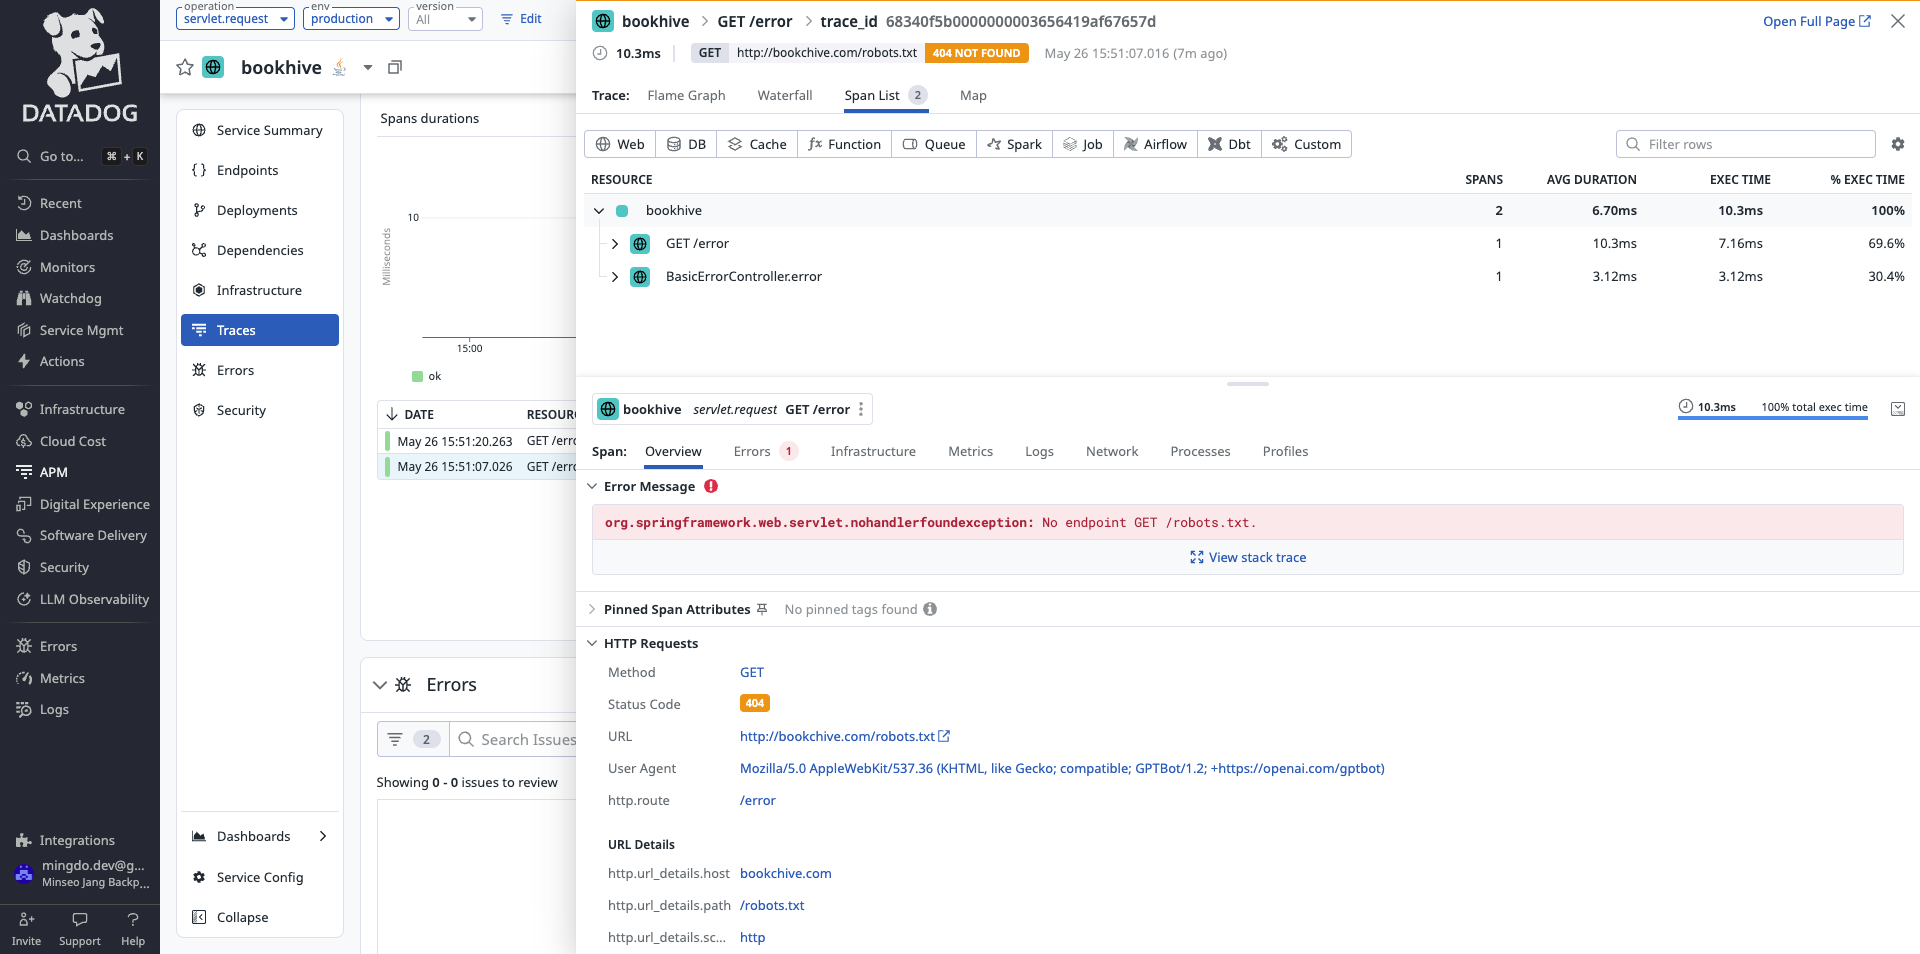 DATADOG
Go to... ⌘ + K
Recent
Dashboards
Monitors
Watchdog
Service Mgmt
Actions
Infrastructure
Cloud Cost
APM
Digital Experience
Software Delivery
Security
LLM Observability
Errors
Metrics
Logs
Integrations
mingdo.dev@g...
Minseo Jang Backp...
Invite Support Help
operation
servlet.request
env
production
version
All
Edit
bookhive
Service Summary
Endpoints
Deployments
Dependencies
Infrastructure
Traces
Errors
Security
Dashboards
Service Config
Collapse
Spans durations
10
Milliseconds
15:00
ok
DATE RESOUR
May 26 15:51:20.263 GET /erro
May 26 15:51:07.026 GET /erro
Errors
2 Search Issues
Showing 0 - 0 issues to review
bookhive > GET /error > trace_id 68340f5b0000000003656419af67657d
Open Full Page
10.3ms GET http://bookchive.com/robots.txt 404 NOT FOUND May 26 15:51:07.016 (7m ago)
Trace: Flame Graph Waterfall Span List 2 Map
Web DB Cache Function Queue Spark Job Airflow Dbt Custom
Filter rows
RESOURCE SPANS AVG DURATION EXEC TIME % EXEC TIME
bookhive 2 6.70ms 10.3ms 100%
GET /error 1 10.3ms 7.16ms 69.6%
BasicErrorController.error 1 3.12ms 3.12ms 30.4%
bookhive servlet.request GET /error
10.3ms 100% total exec time
Span: Overview Errors 1 Infrastructure Metrics Logs Network Processes Profiles
Error Message
org.springframework.web.servlet.nohandlerfoundexception: No endpoint GET /robots.txt.
View stack trace
Pinned Span Attributes No pinned tags found
HTTP Requests
Method GET
Status Code 404
URL http://bookchive.com/robots.txt
User Agent Mozilla/5.0 AppleWebKit/537.36 (KHTML, like Gecko; compatible; GPTBot/1.2; +https://openai.com/gptbot)
http.route /error
URL Details
http.url_details.host bookchive.com
http.url_details.path /robots.txt
http.url_details.sc... http